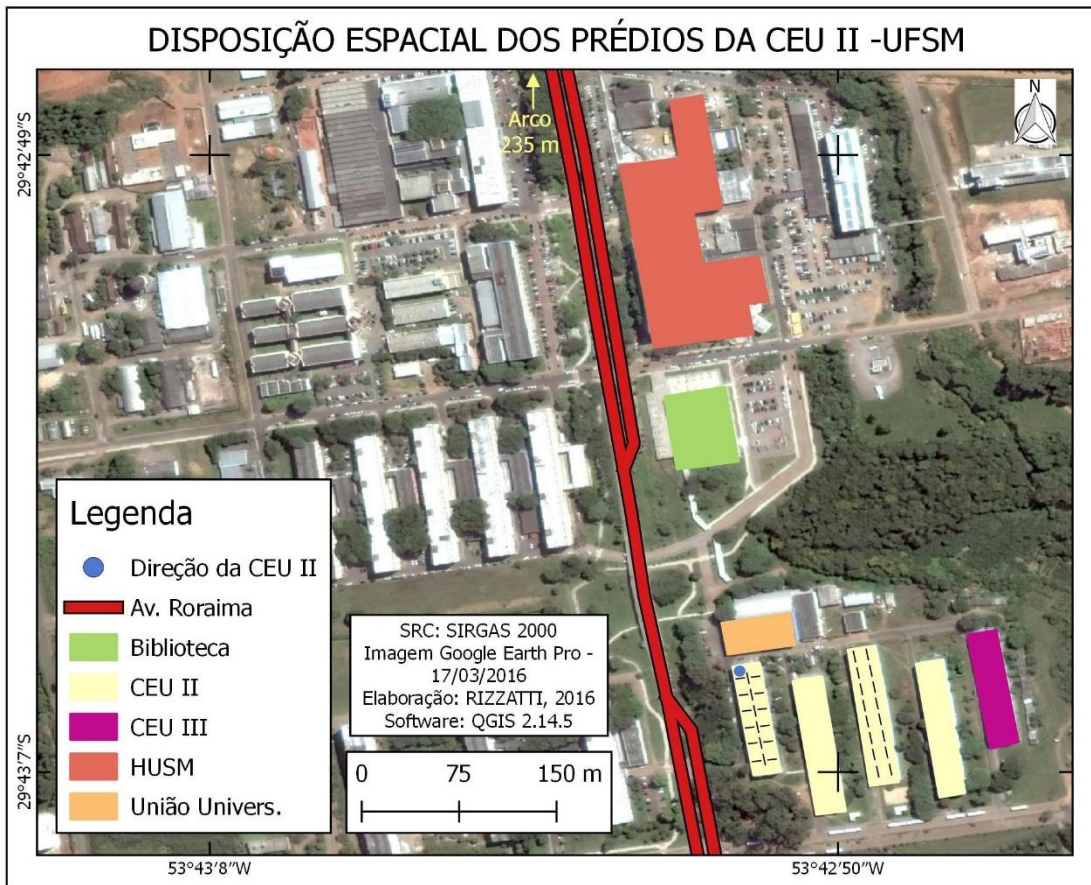 DISPOSIÇÃO ESPACIAL DOS PRÉDIOS DA CEU II -UFSM
Arco
235 m
N
29°42'49"S
29°43'7"S
53°43'8"W
53°42'50"W
Legenda
Direção da CEU II
Av. Roraima
Biblioteca
CEU II
CEU III
HUSM
União Univers.
SRC: SIRGAS 2000
Imagem Google Earth Pro -
17/03/2016
Elaboração: RIZZATTI, 2016
Software: QGIS 2.14.5
0 75 150 m